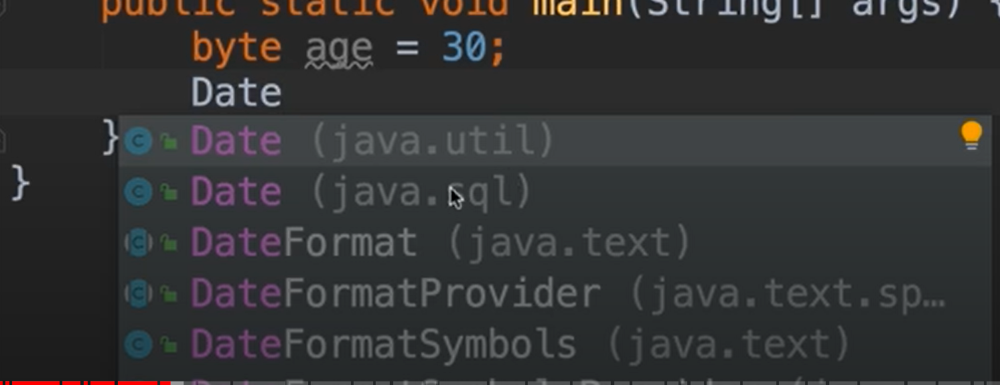 public static void main(String[] args) {
byte age = 30;
Date
}
Date (java.util)
Date (java.sql)
DateFormat (java.text)
DateFormatProvider (java.text.sp…
DateFormatSymbols (java.text)
}